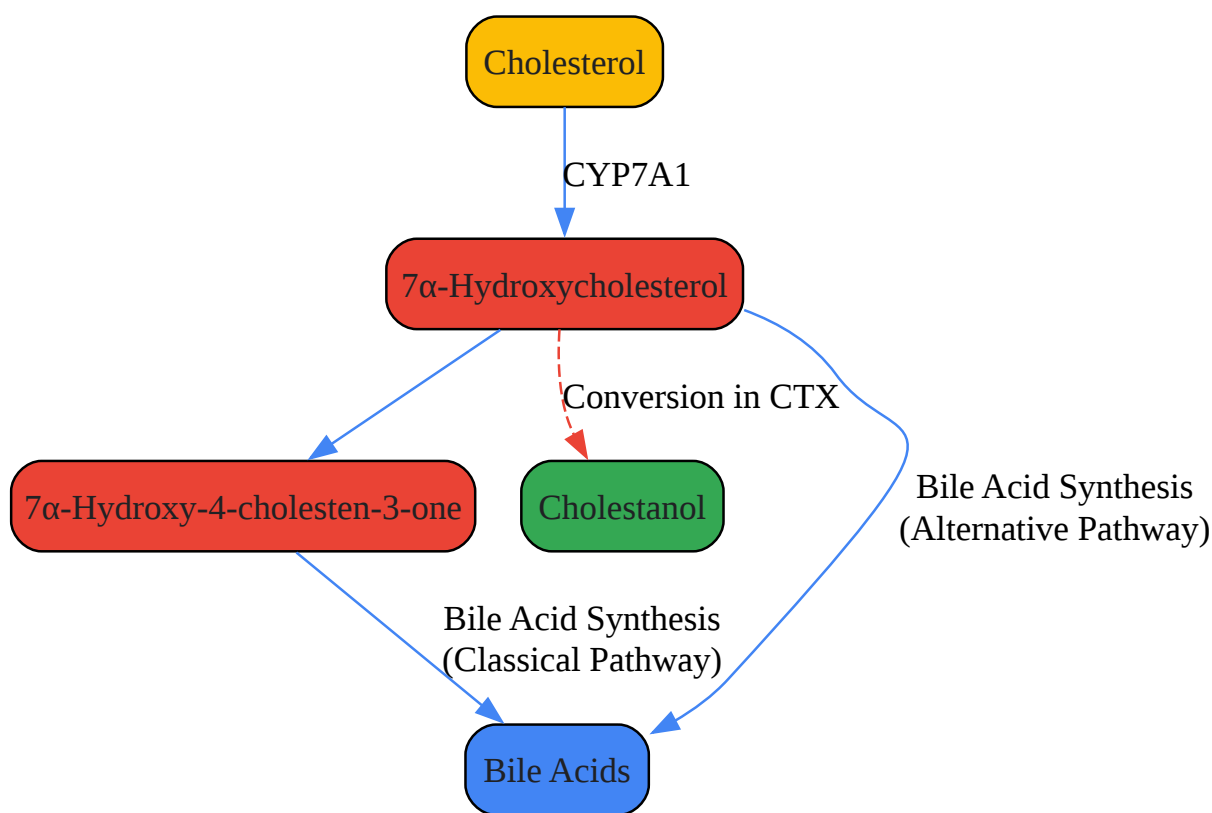 Cholesterol
CYP7A1
7α-Hydroxycholesterol
Conversion in CTX
7α-Hydroxy-4-cholesten-3-one
Cholestanol
Bile Acid Synthesis
(Alternative Pathway)
Bile Acid Synthesis
(Classical Pathway)
Bile Acids